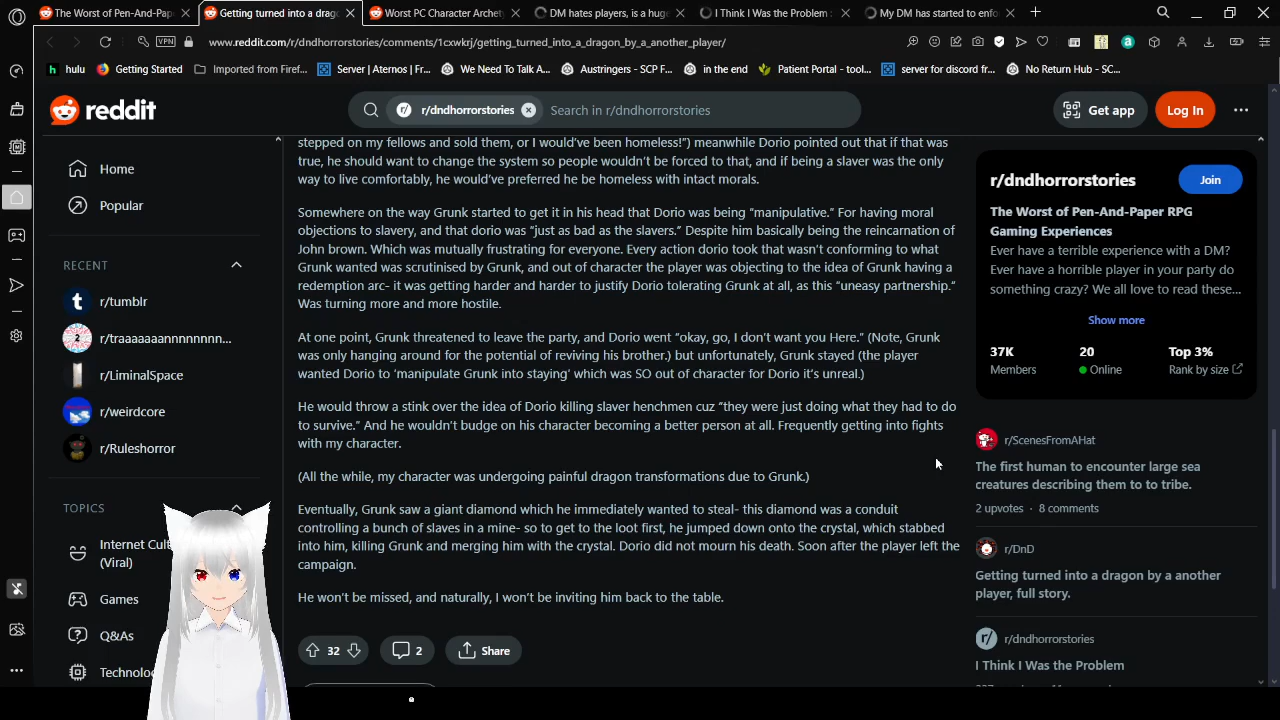 The Worst of Pen-And-Pape
Getting turned into a drago
Worst PC Character Archet
DM hates players, is a hug
I Think I Was the Problem
My DM has started to enfo
VPN
www.reddit.com/r/dndhorrorstories/comments/1cxwkrj/getting_turned_into_a_dragon_by_a_another_player/
hulu
Getting Started
Imported from Firef...
Server | Aternos | Fr...
We Need To Talk A...
Austringers - SCP F...
in the end
Patient Portal - tool...
server for discord fr...
No Return Hub - SC...
reddit
r/dndhorrorstories
Search in r/dndhorrorstories
Get app
Log In
Home
Popular
RECENT
r/tumblr
r/traaaaaaannnnnnnnn...
r/LiminalSpace
r/weirdcore
r/Ruleshorror
TOPICS
Internet Cult
(Viral)
Games
Q&As
Technolo
stepped on my fellows and sold them, or I would've been homeless!") meanwhile Dorio pointed out that if that was
true, he should want to change the system so people wouldn't be forced to that, and if being a slaver was the only
way to live comfortably, he would've preferred he be homeless with intact morals.
Somewhere on the way Grunk started to get it in his head that Dorio was being "manipulative." For having moral
objections to slavery, and that dorio was "just as bad as the slavers." Despite him basically being the reincarnation of
John brown. Which was mutually frustrating for everyone. Every action dorio took that wasn't conforming to what
Grunk wanted was scrutinised by Grunk, and out of character the player was objecting to the idea of Grunk having a
redemption arc- it was getting harder and harder to justify Dorio tolerating Grunk at all, as this "uneasy partnership."
Was turning more and more hostile.
At one point, Grunk threatened to leave the party, and Dorio went "okay, go, I don't want you Here." (Note, Grunk
was only hanging around for the potential of reviving his brother.) but unfortunately, Grunk stayed (the player
wanted Dorio to 'manipulate Grunk into staying' which was SO out of character for Dorio it's unreal.)
He would throw a stink over the idea of Dorio killing slaver henchmen cuz "they were just doing what they had to do
to survive." And he wouldn't budge on his character becoming a better person at all. Frequently getting into fights
with my character.
(All the while, my character was undergoing painful dragon transformations due to Grunk.)
Eventually, Grunk saw a giant diamond which he immediately wanted to steal- this diamond was a conduit
controlling a bunch of slaves in a mine- so to get to the loot first, he jumped down onto the crystal, which stabbed
into him, killing Grunk and merging him with the crystal. Dorio did not mourn his death. Soon after the player left the
campaign.
He won't be missed, and naturally, I won't be inviting him back to the table.
32
2
Share
r/dndhorrorstories
Join
The Worst of Pen-And-Paper RPG
Gaming Experiences
Ever have a terrible experience with a DM?
Ever have a horrible player in your party do
something crazy? We all love to read these...
Show more
37K
20
Top 3%
Members
Online
Rank by size
r/ScenesFromAHat
The first human to encounter large sea
creatures describing them to to tribe.
2 upvotes · 8 comments
r/DnD
Getting turned into a dragon by a another
player, full story.
r/dndhorrorstories
I Think I Was the Problem